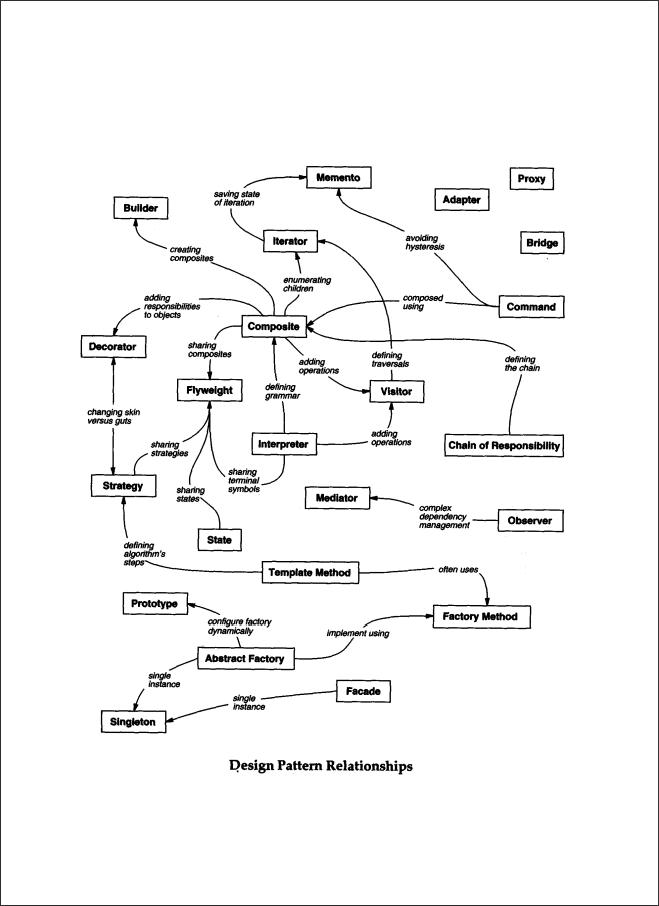 Memento
Proxy
Adapter
saving state
of iteration
Builder
Iterator
avoiding
hysteresis
Bridge
creating
composites
enumerating
children
adding
responsibilities
to objects
composed
using
Command
Composite
Decorator
sharing
composites
adding
operations
defining
traversals
defining
the chain
Flyweight
defining
grammar
Visitor
changing skin
versus guts
adding
operations
Interpreter
Chain of Responsibility
sharing
strategies
sharing
terminal
symbols
Strategy
sharing
states
Mediator
complex
dependency
management
Observer
State
defining
algorithm's
steps
Template Method
often uses
Prototype
configure factory
dynamically
implement using
Factory Method
Abstract Factory
single
instance
Facade
single
instance
Singleton
Design Pattern Relationships